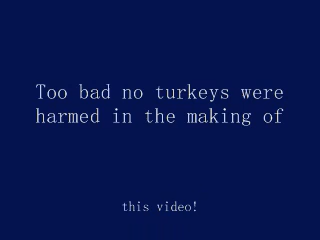 Too bad no turkeys were
harmed in the making of
this video!